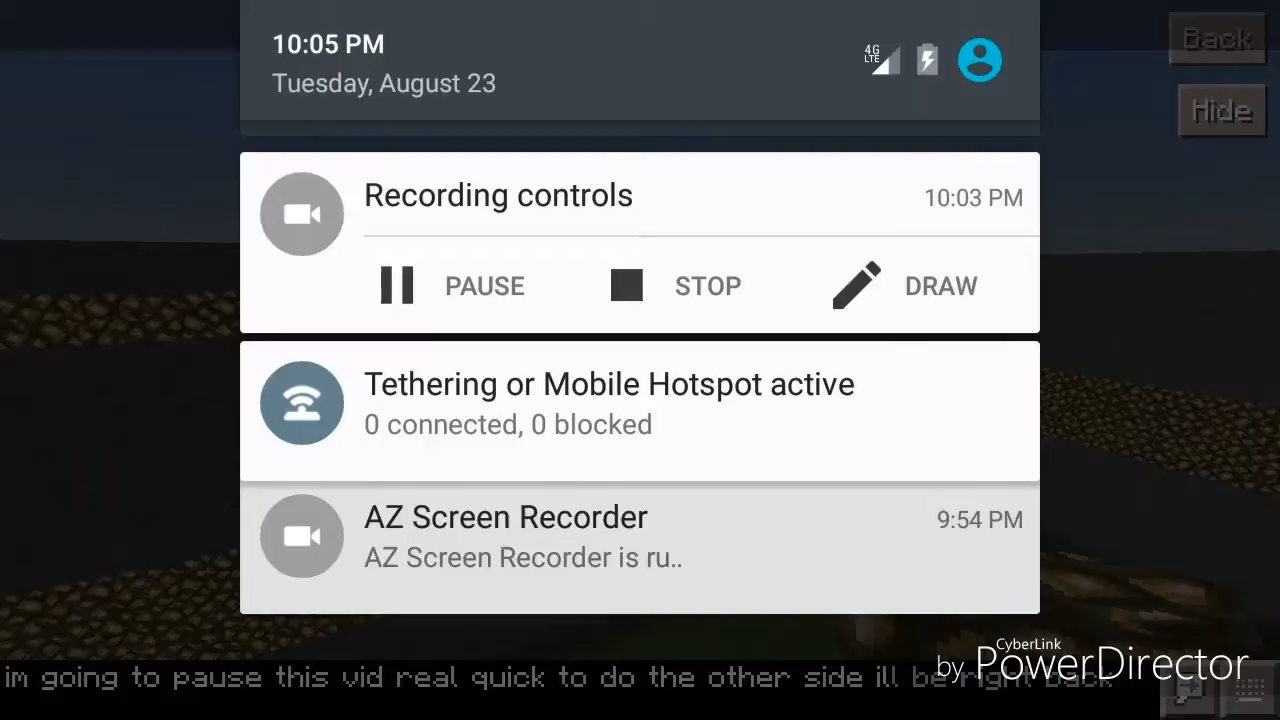 10:05 PM
Tuesday, August 23
4G
LTE
Back
Hide
Recording controls
10:03 PM
PAUSE
STOP
DRAW
Tethering or Mobile Hotspot active
0 connected, 0 blocked
AZ Screen Recorder
9:54 PM
AZ Screen Recorder is ru..
im going to pause this vid real quick to do the other side ill be right back
CyberLink
by PowerDirector